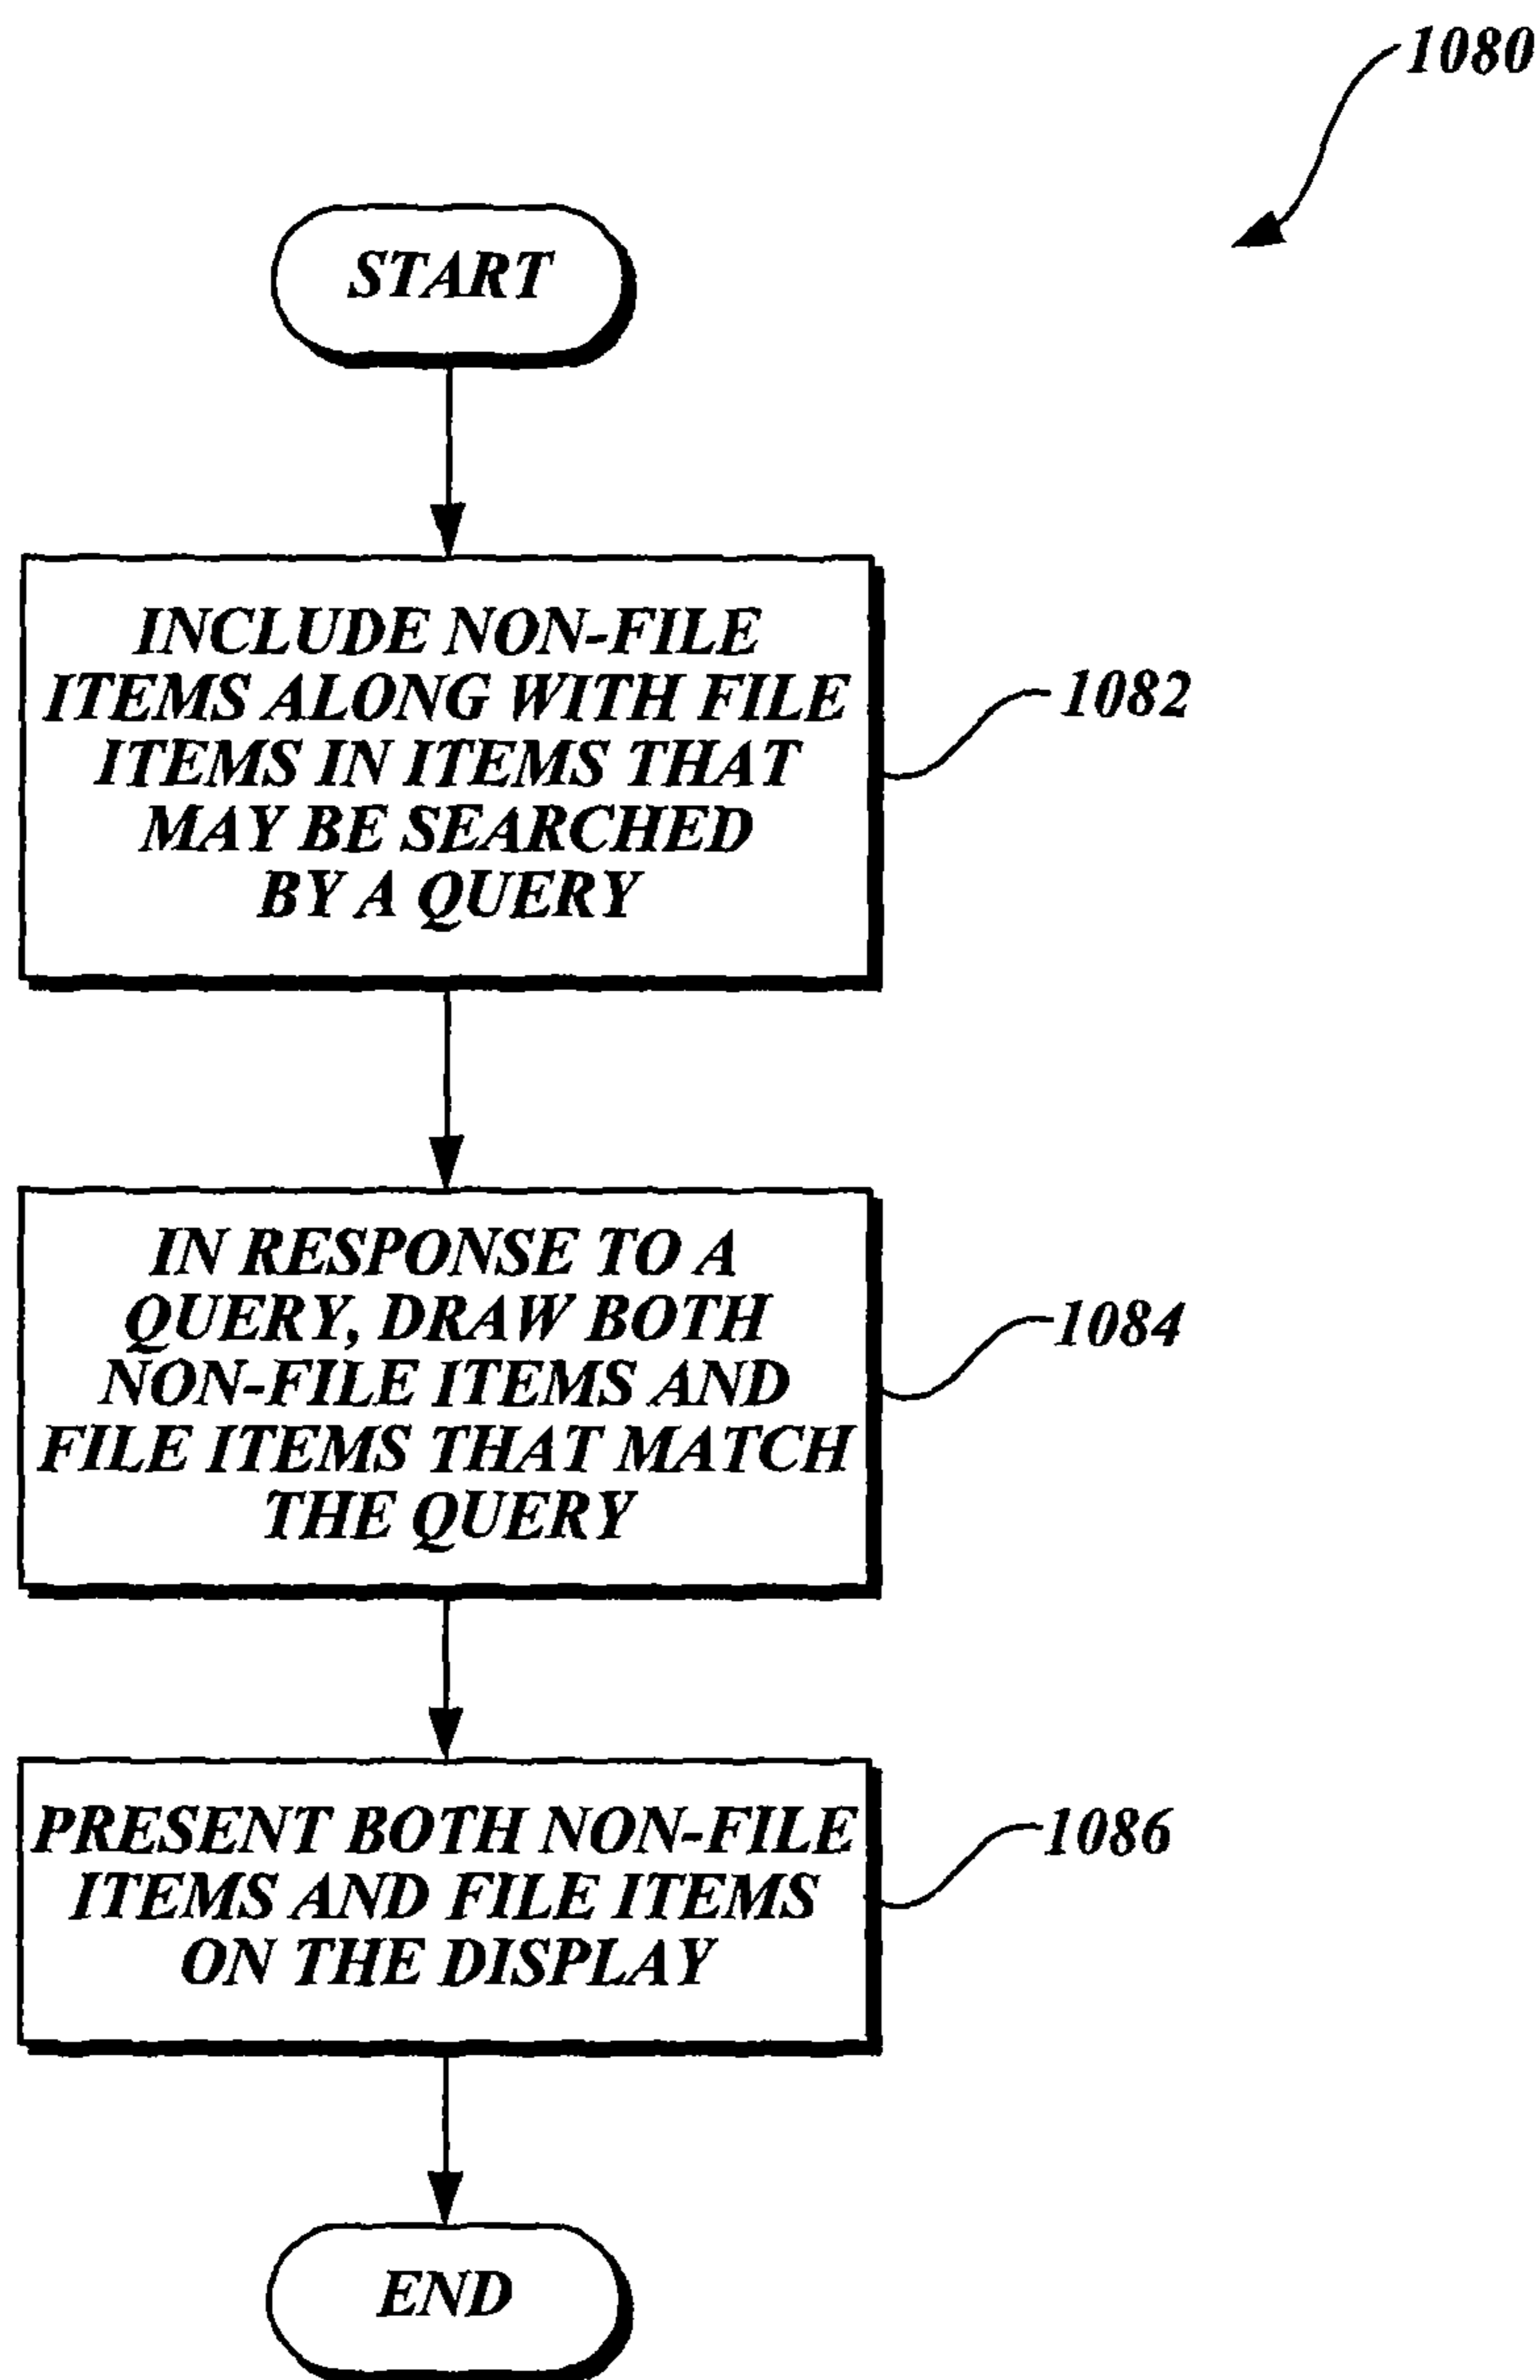 1080
START
INCLUDE NON-FILE
ITEMS ALONG WITH FILE
ITEMS IN ITEMS THAT
MAY BE SEARCHED
BY A QUERY
1082
IN RESPONSE TO A
QUERY, DRAW BOTH
NON-FILE ITEMS AND
FILE ITEMS THAT MATCH
THE QUERY
1084
PRESENT BOTH NON-FILE
ITEMS AND FILE ITEMS
ON THE DISPLAY
1086
END